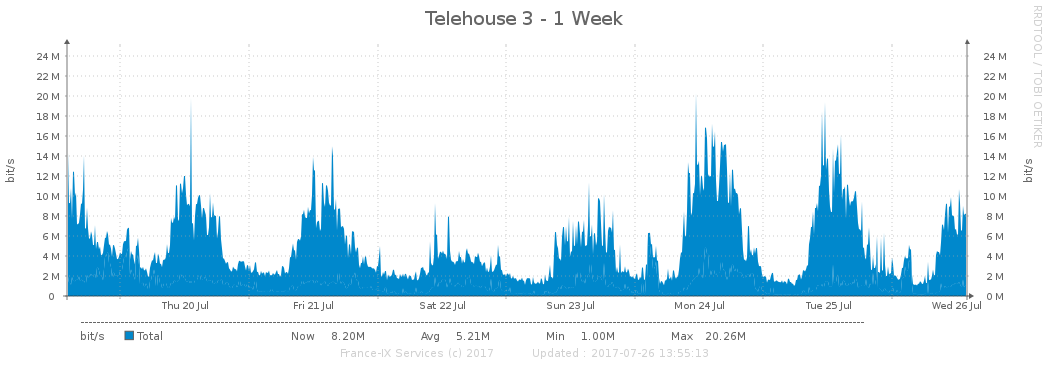 Telehouse 3 - 1 Week
RRDTOOL / TOBI OETIKER
bit/s
24 M 24 M
22 M 22 M
20 M 20 M
18 M 18 M
16 M 16 M
14 M 14 M
12 M 12 M
10 M 10 M
8 M 8 M
6 M 6 M
4 M 4 M
2 M 2 M
0 0 M
bit/s
Thu 20 Jul Fri 21 Jul Sat 22 Jul Sun 23 Jul Mon 24 Jul Tue 25 Jul Wed 26 Jul
bit/s Total Now 8.20M Avg 5.21M Min 1.00M Max 20.26M
France-IX Services (c) 2017 Updated : 2017-07-26 13:55:13